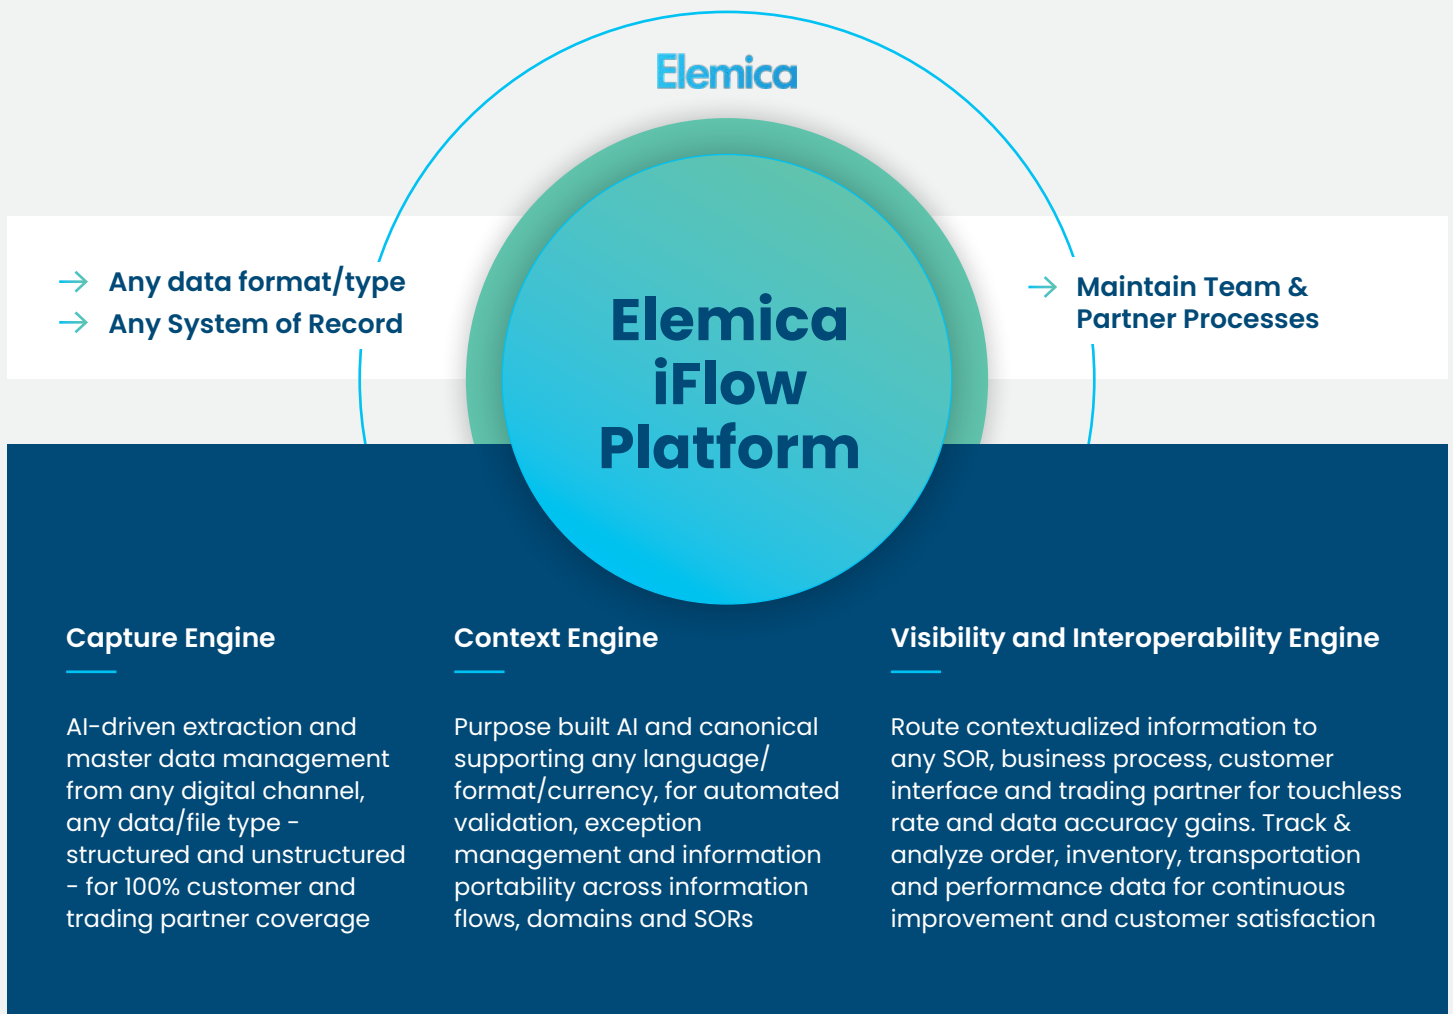 Elemica
Any data format/type
Any System of Record
Elemica
iFlow
Platform
Maintain Team &
Partner Processes
Capture Engine
AI-driven extraction and
master data management
from any digital channel,
any data/file type -
structured and unstructured
- for 100% customer and
trading partner coverage
Context Engine
Purpose built AI and canonical
supporting any language/
format/currency, for automated
validation, exception
management and information
portability across information
flows, domains and SORs
Visibility and Interoperability Engine
Route contextualized information to
any SOR, business process, customer
interface and trading partner for touchless
rate and data accuracy gains. Track &
analyze order, inventory, transportation
and performance data for continuous
improvement and customer satisfaction